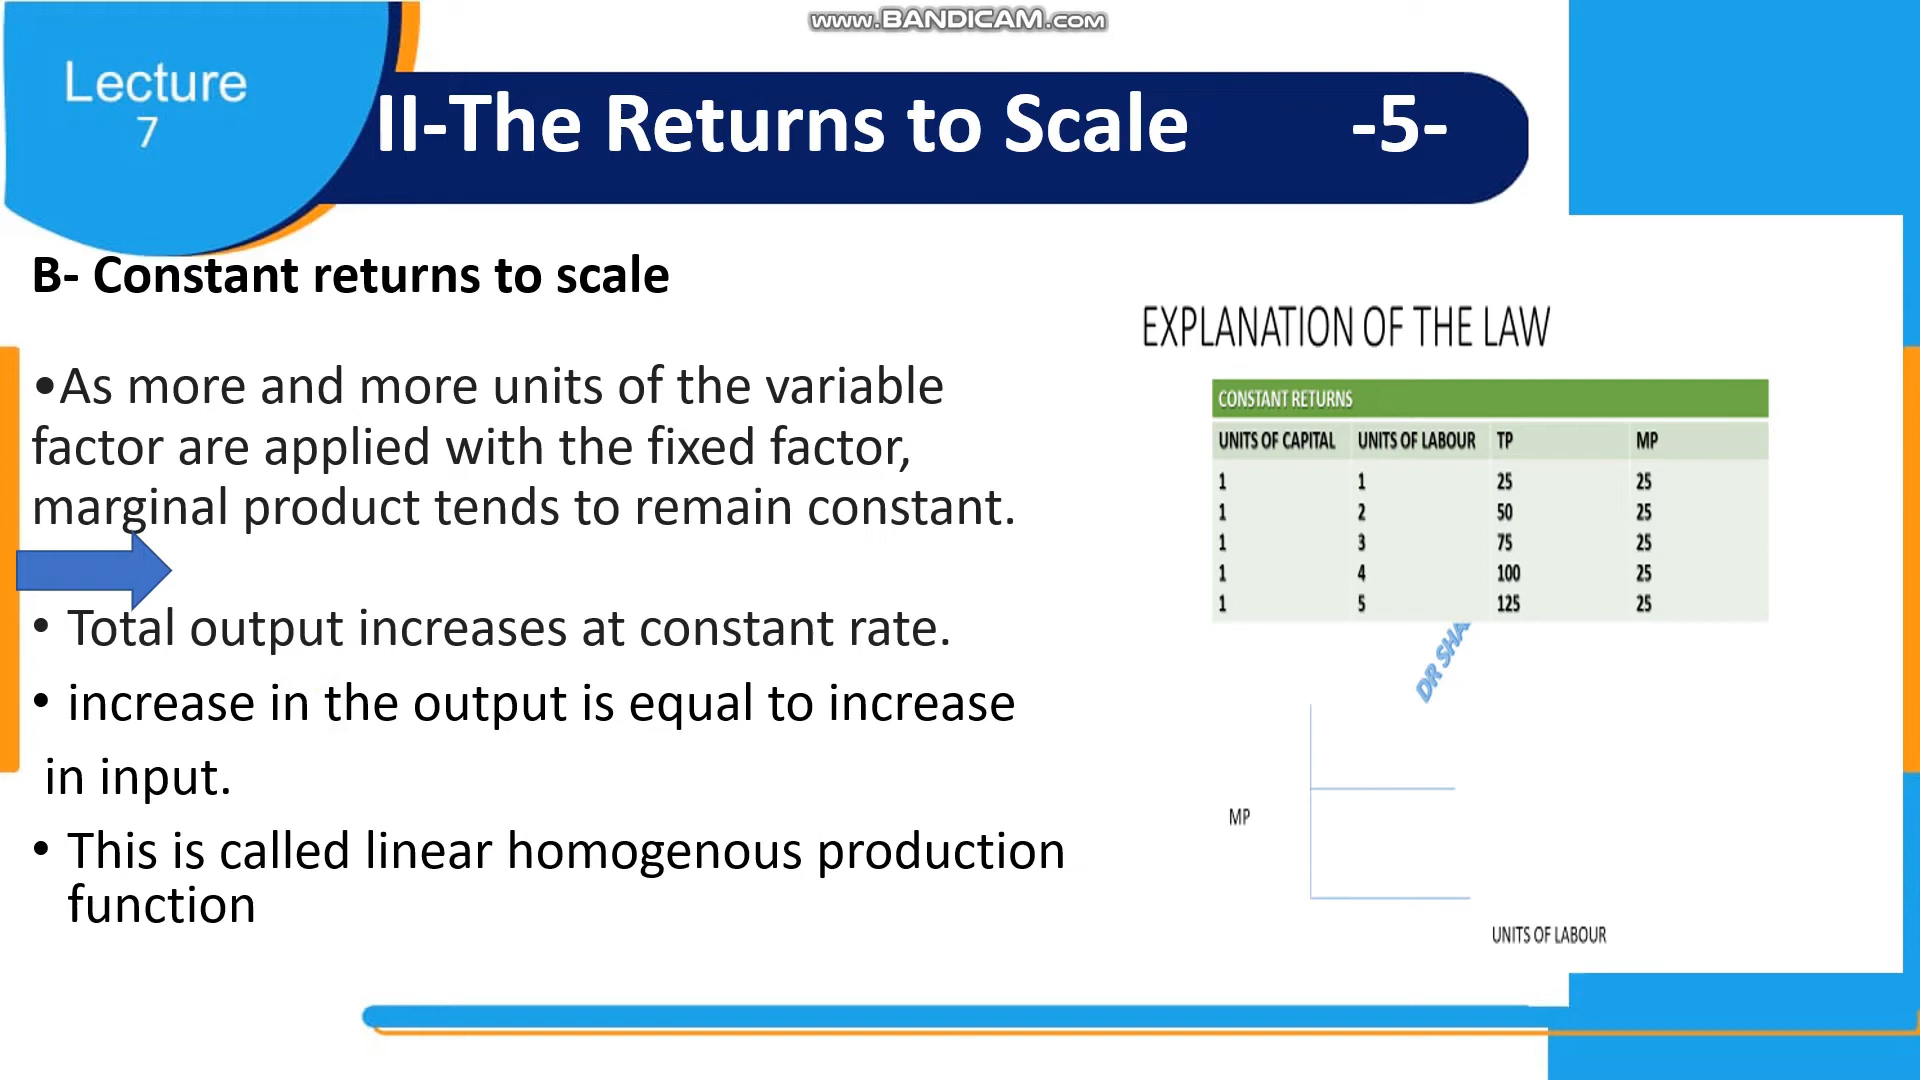 www.BANDICAM.com
Lecture
7
II-The Returns to Scale -5-
B- Constant returns to scale
•As more and more units of the variable
factor are applied with the fixed factor,
marginal product tends to remain constant.
• Total output increases at constant rate.
• increase in the output is equal to increase
in input.
• This is called linear homogenous production
function
EXPLANATION OF THE LAW
CONSTANT RETURNS
UNITS OF CAPITAL UNITS OF LABOUR TP MP
1 1 25 25
1 2 50 25
1 3 75 25
1 4 100 25
1 5 125 25
DR SHA
MP
UNITS OF LABOUR